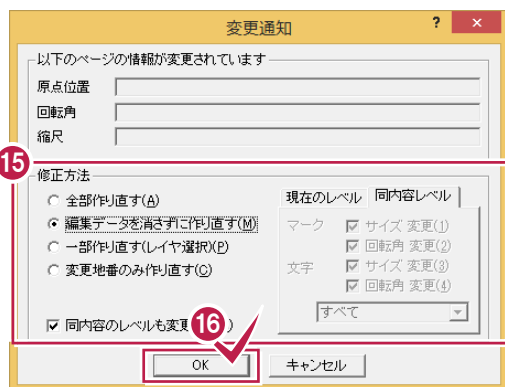 変更通知 ? ×
以下のページの情報が変更されています
原点位置
回転角
縮尺
15
修正方法
全部作り直す(A)
編集データを消さずに作り直す(M)
一部作り直す(レイヤ選択)(P)
変更地番のみ作り直す(C)
同内容のレベルも変更
現在のレベル 同内容レベル
マーク サイズ 変更(1)
回転角 変更(2)
文字 サイズ 変更(3)
回転角 変更(4)
すべて
16
OK キャンセル